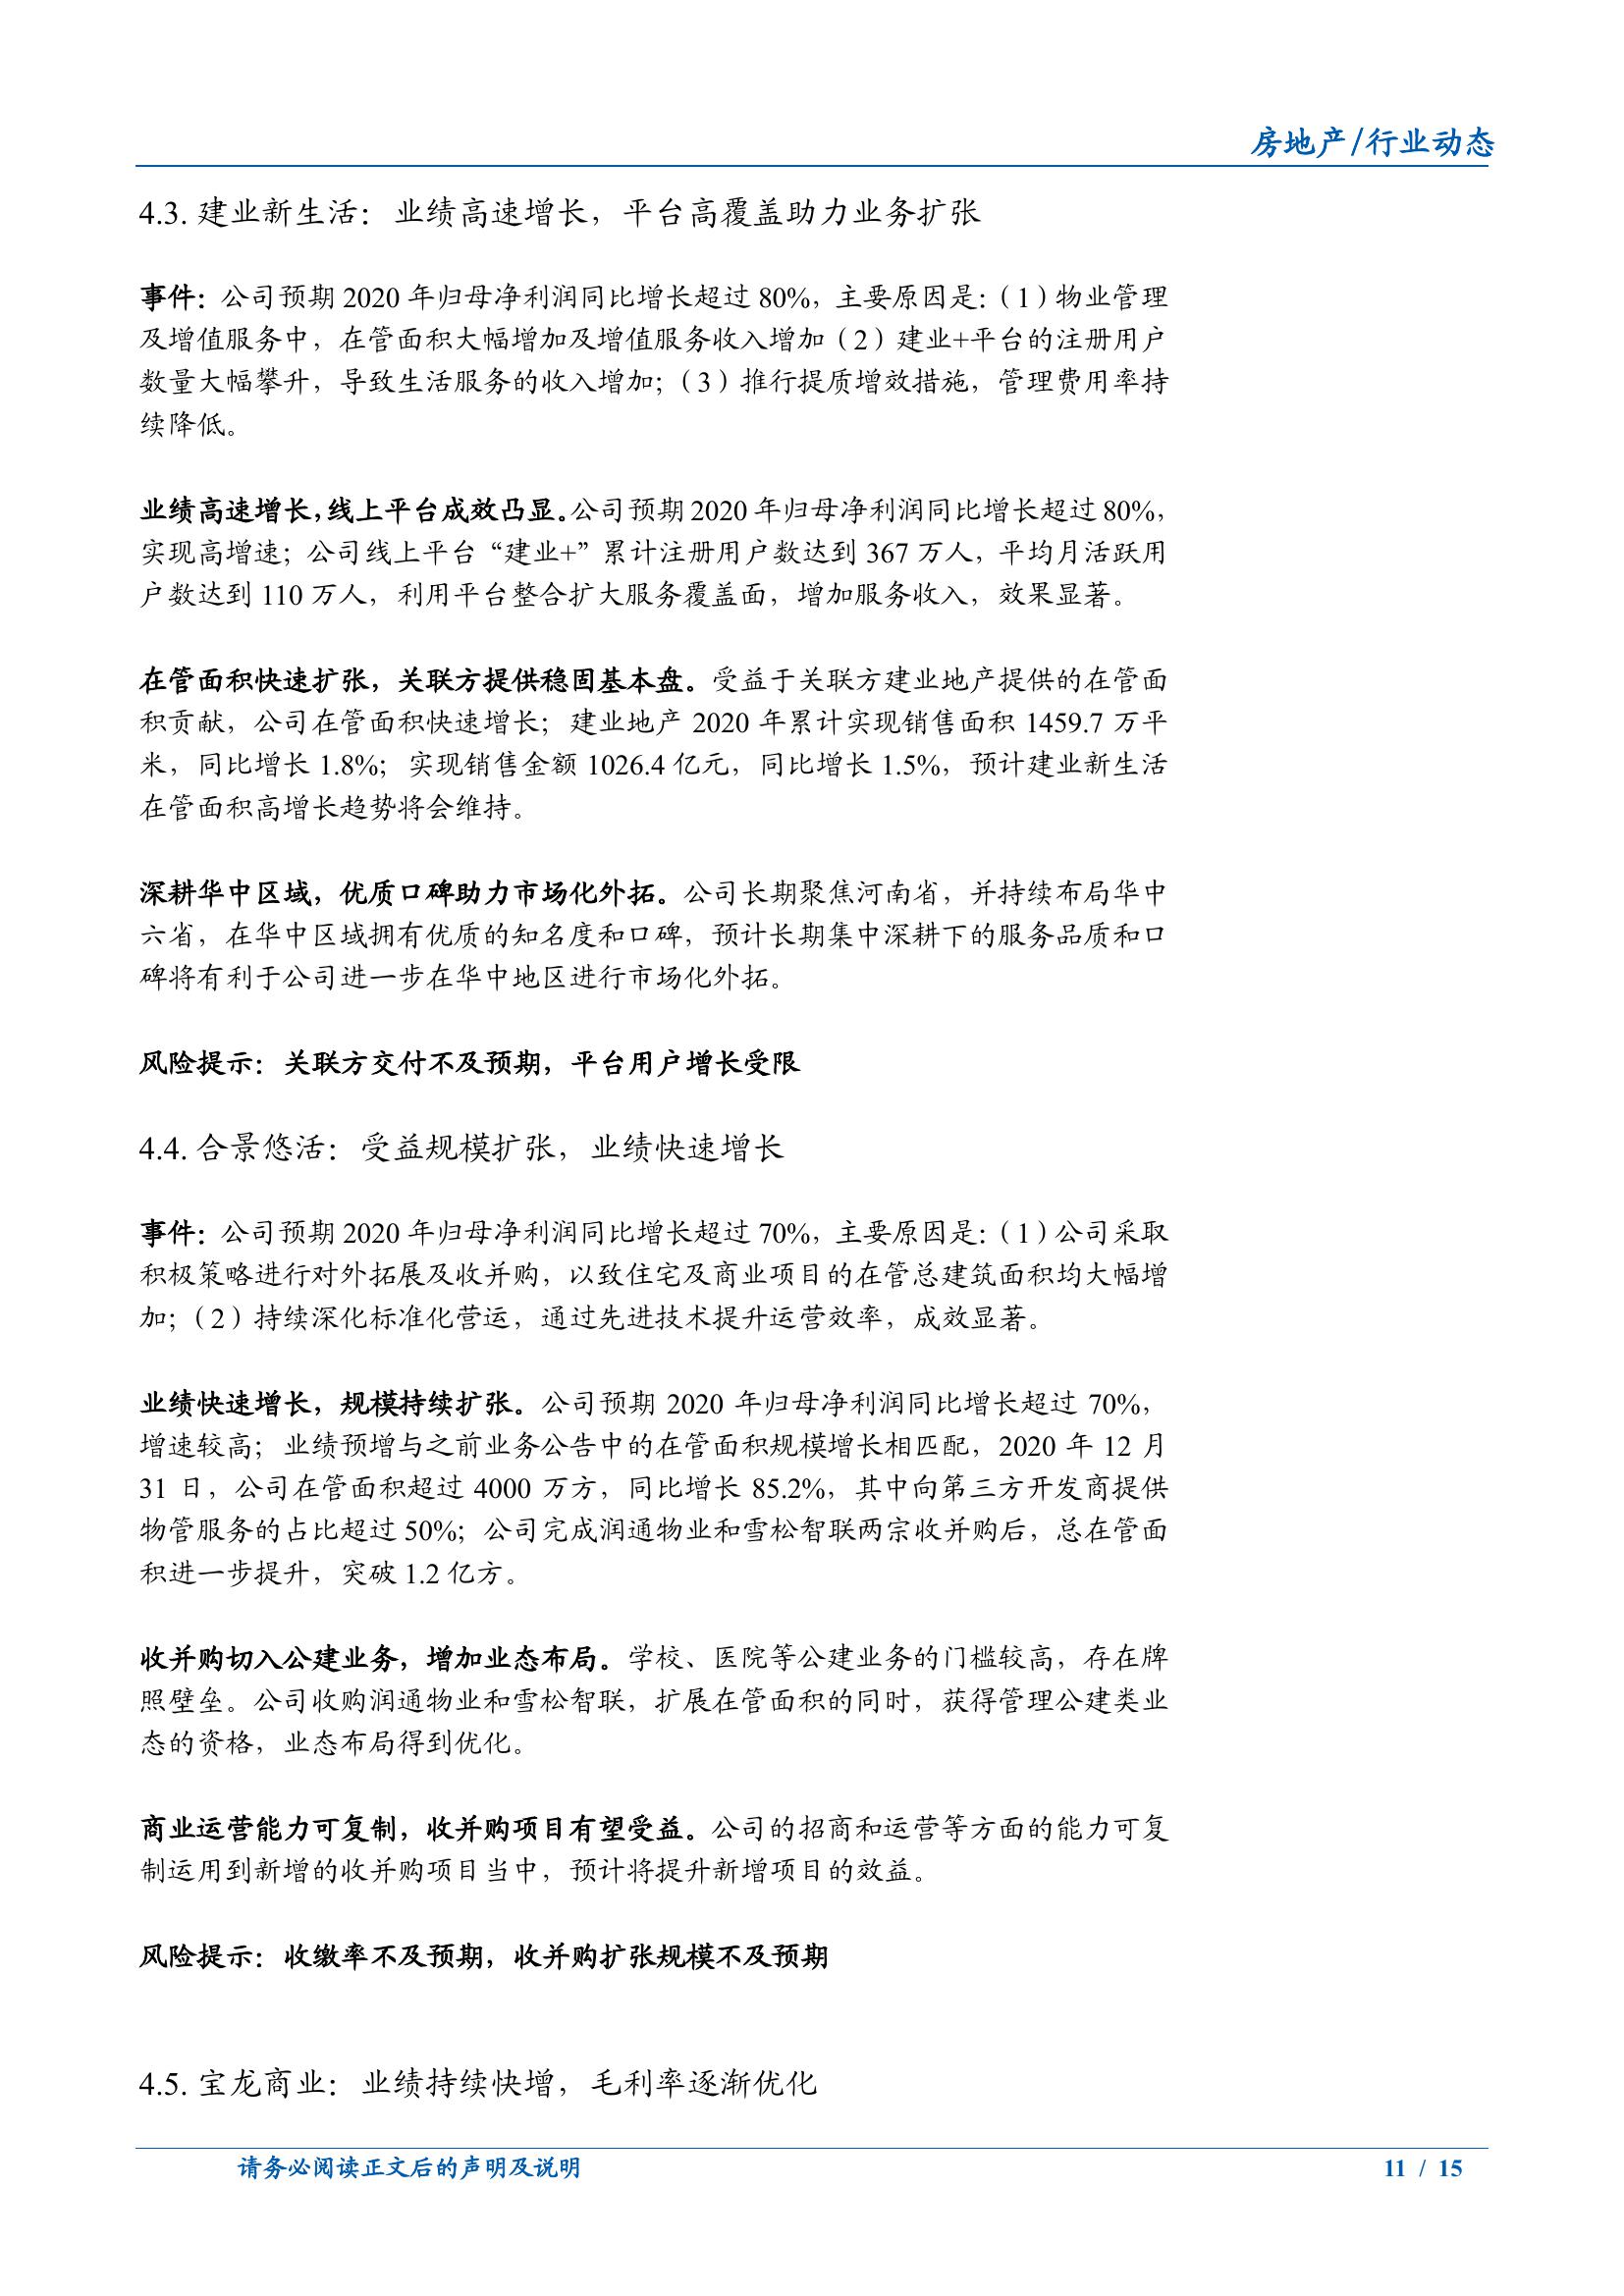 房地产/行业动态
4.3. 建业新生活：业绩高速增长，平台高覆盖助力业务扩张
事件：公司预期 2020 年归母净利润同比增长超过 80%，主要原因是：（1）物业管理
及增值服务中，在管面积大幅增加及增值服务收入增加（2）建业+平台的注册用户
数量大幅攀升，导致生活服务的收入增加；（3）推行提质增效措施，管理费用率持
续降低。
业绩高速增长，线上平台成效凸显。公司预期 2020 年归母净利润同比增长超过 80%，
实现高增速；公司线上平台“建业+”累计注册用户数达到 367 万人，平均月活跃用
户数达到 110 万人，利用平台整合扩大服务覆盖面，增加服务收入，效果显著。
在管面积快速扩张，关联方提供稳固基本盘。受益于关联方建业地产提供的在管面
积贡献，公司在管面积快速增长；建业地产 2020 年累计实现销售面积 1459.7 万平
米，同比增长 1.8%；实现销售金额 1026.4 亿元，同比增长 1.5%，预计建业新生活
在管面积高增长趋势将会维持。
深耕华中区域，优质口碑助力市场化外拓。公司长期聚焦河南省，并持续布局华中
六省，在华中区域拥有优质的知名度和口碑，预计长期集中深耕下的服务品质和口
碑将有利于公司进一步在华中地区进行市场化外拓。
风险提示：关联方交付不及预期，平台用户增长受限
4.4. 合景悠活：受益规模扩张，业绩快速增长
事件：公司预期 2020 年归母净利润同比增长超过 70%，主要原因是：（1）公司采取
积极策略进行对外拓展及收并购，以致住宅及商业项目的在管总建筑面积均大幅增
加；（2）持续深化标准化营运，通过先进技术提升运营效率，成效显著。
业绩快速增长，规模持续扩张。公司预期 2020 年归母净利润同比增长超过 70%，
增速较高；业绩预增与之前业务公告中的在管面积规模增长相匹配，2020 年 12 月
31 日，公司在管面积超过 4000 万方，同比增长 85.2%，其中向第三方开发商提供
物管服务的占比超过 50%；公司完成润通物业和雪松智联两宗收并购后，总在管面
积进一步提升，突破 1.2 亿方。
收并购切入公建业务，增加业态布局。学校、医院等公建业务的门槛较高，存在牌
照壁垒。公司收购润通物业和雪松智联，扩展在管面积的同时，获得管理公建类业
态的资格，业态布局得到优化。
商业运营能力可复制，收并购项目有望受益。公司的招商和运营等方面的能力可复
制运用到新增的收并购项目当中，预计将提升新增项目的效益。
风险提示：收缴率不及预期，收并购扩张规模不及预期
4.5. 宝龙商业：业绩持续快增，毛利率逐渐优化
请务必阅读正文后的声明及说明
11 / 15